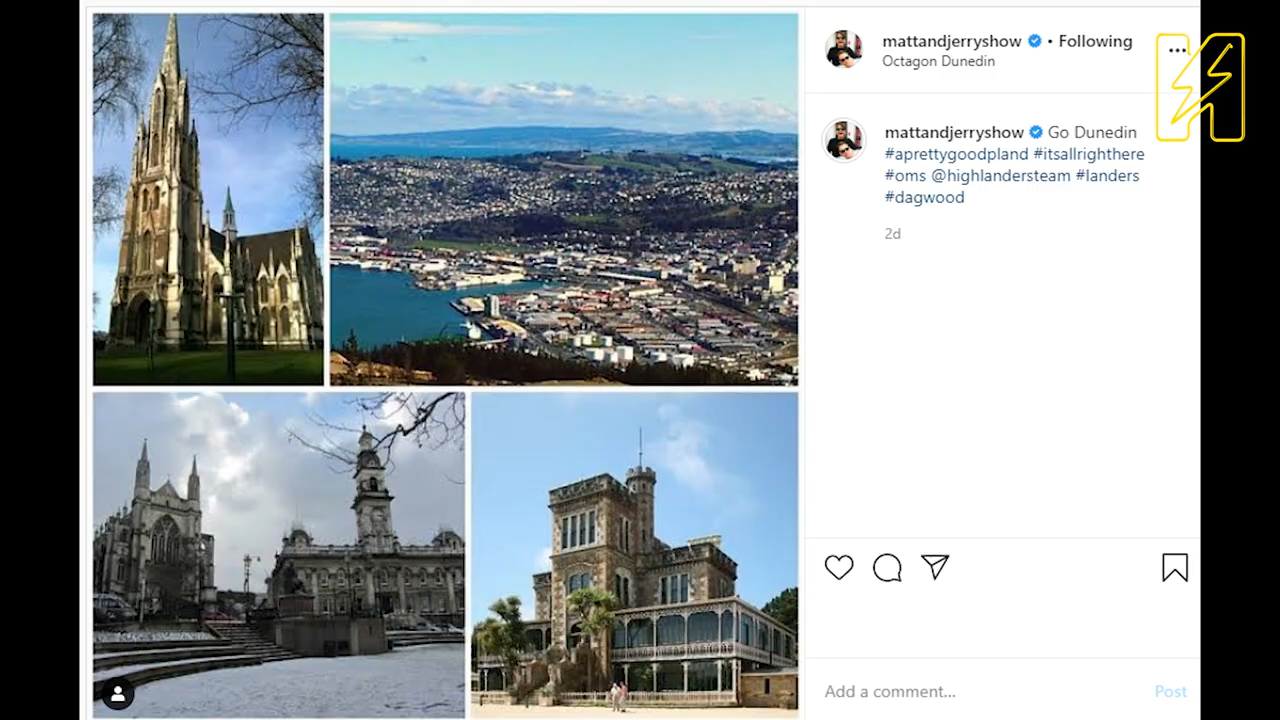 mattandjerryshow • Following
Octagon Dunedin
mattandjerryshow Go Dunedin
#aprettygoodpland #itsallrighthere
#oms @highlandersteam #landers
#dagwood
2d
Add a comment... Post